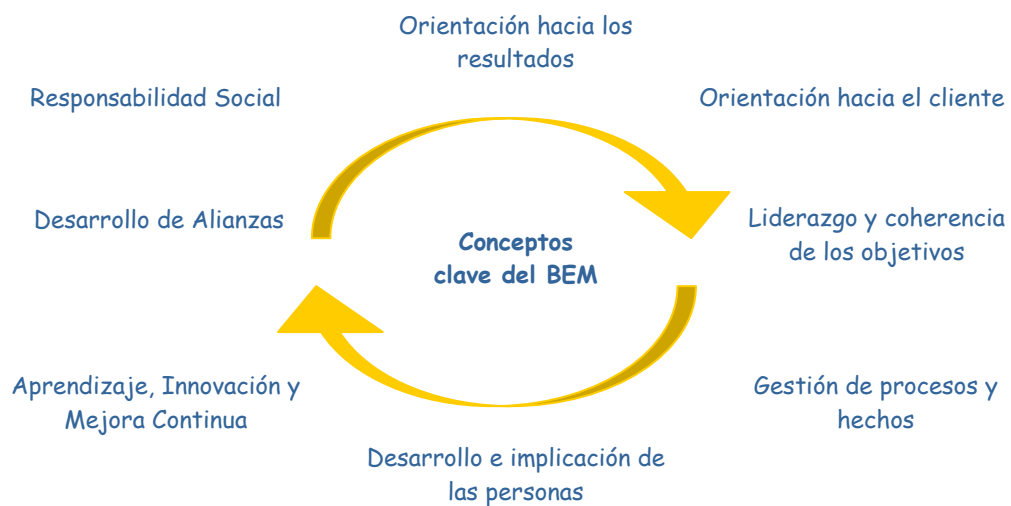 Orientación hacia los
resultados
Responsabilidad Social
Orientación hacia el cliente
Desarrollo de Alianzas
Liderazgo y coherencia
de los objetivos
Conceptos
clave del BEM
Aprendizaje, Innovación y
Mejora Continua
Gestión de procesos y
hechos
Desarrollo e implicación de
las personas